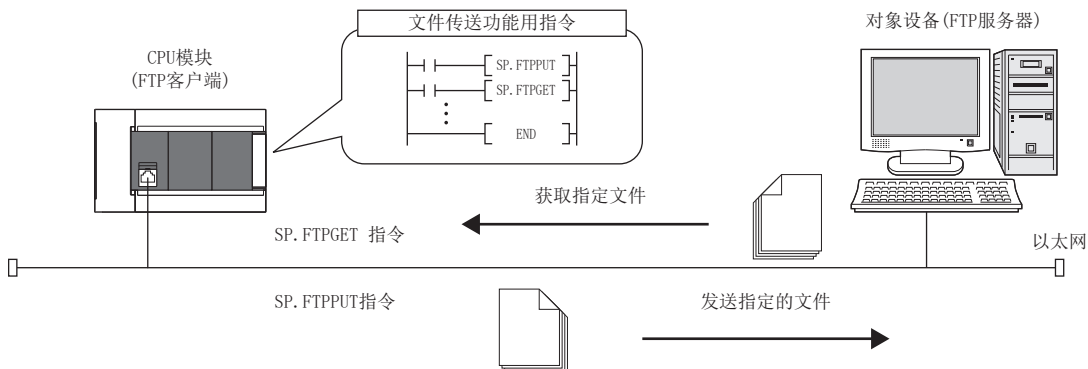 文件传送功能用指令
对象设备(FTP服务器)
CPU模块
(FTP客户端)
SP.FTPPUT
SP.FTPGET
END
获取指定文件
SP.FTPGET 指令
以太网
SP.FTPPUT指令
发送指定的文件